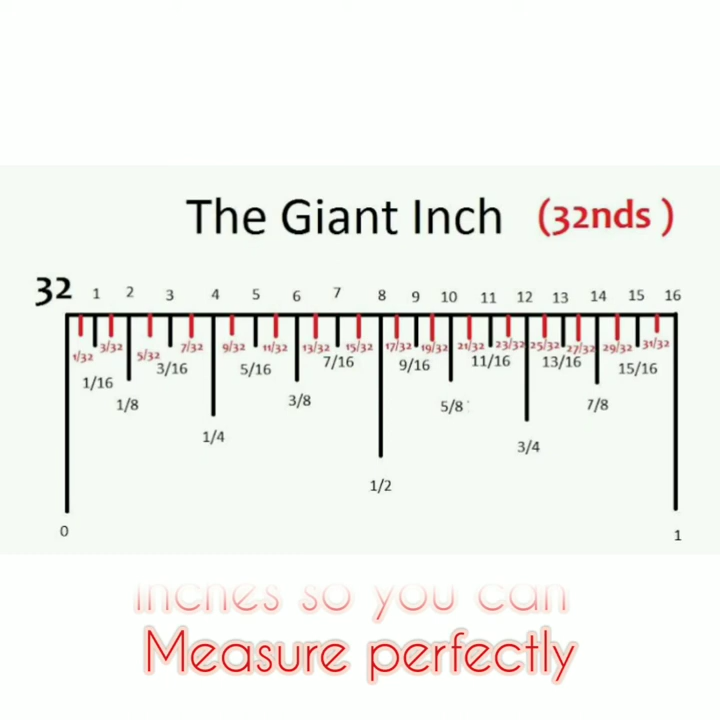 The Giant Inch (32nds )
32 1 2 3 4 5 6 7 8 9 10 11 12 13 14 15 16
1/32 3/32 5/32 7/32 9/32 11/32 13/32 15/32 17/32 19/32 21/32 23/32 25/32 27/32 29/32 31/32
1/16 3/16 5/16 7/16 9/16 11/16 13/16 15/16
1/8 3/8 5/8 7/8
1/4 3/4
1/2
0 1
inches so you can
Measure perfectly